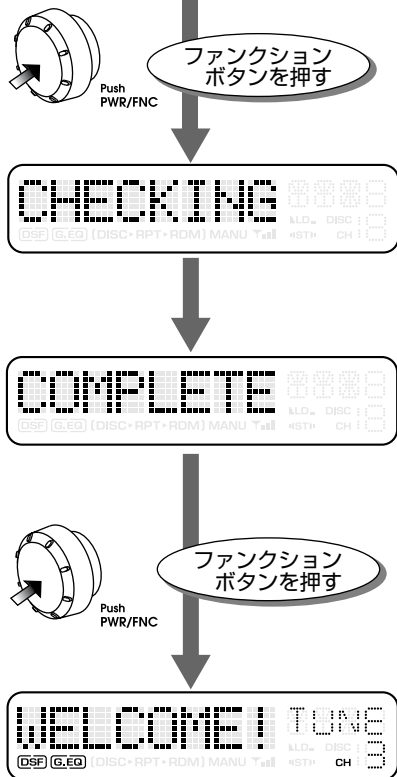 ファンクション
ボタンを押す
Push
PWR/FNC
CHECKING
LD. DISC
DSF G.EQ (DISC▸RPT▸RDM) MANU ST CH
COMPLETE
LD. DISC
DSF G.EQ (DISC▸RPT▸RDM) MANU ST CH
ファンクション
ボタンを押す
Push
PWR/FNC
WELCOME! TUNE
LD. DISC
DSF G.EQ (DISC▸RPT▸RDM) MANU ST CH 3